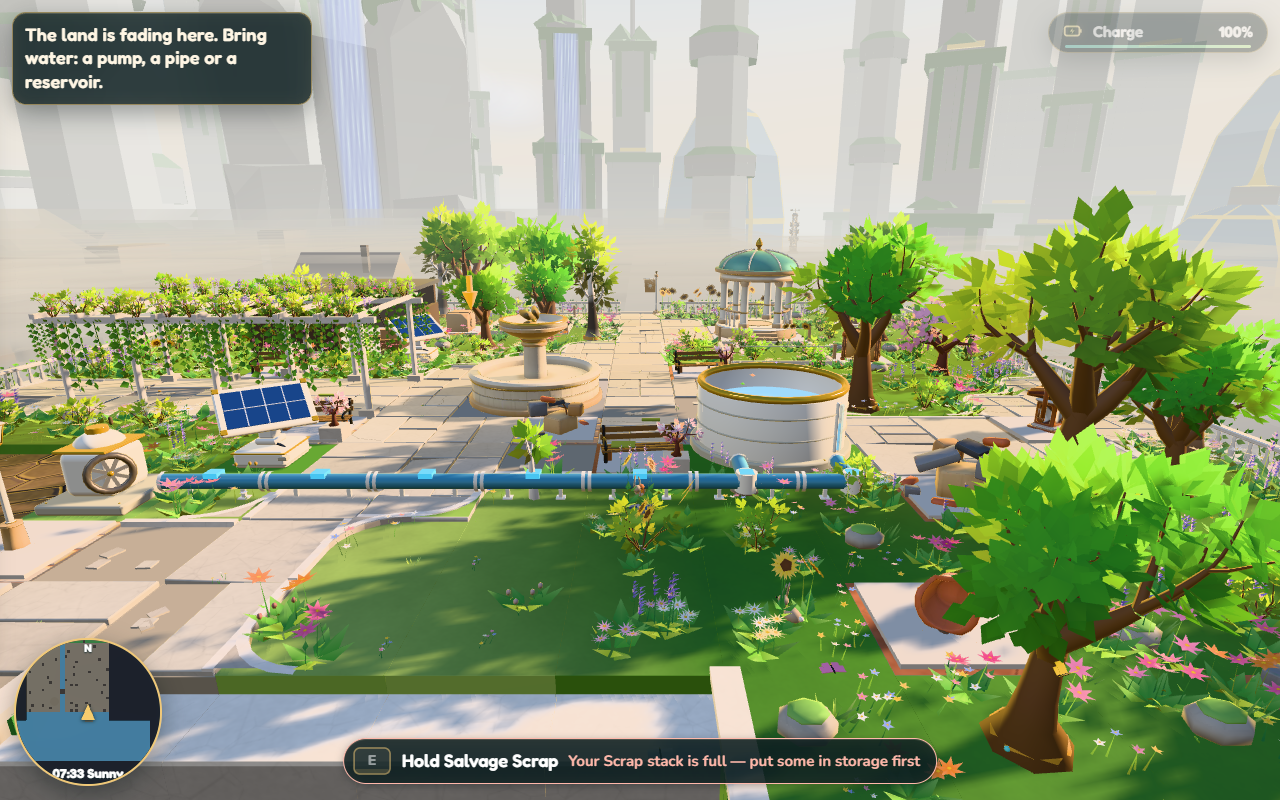 The land is fading here. Bring
water: a pump, a pipe or a
reservoir.
Charge 100%
N
07:33 Sunny
E Hold Salvage Scrap Your Scrap stack is full — put some in storage first